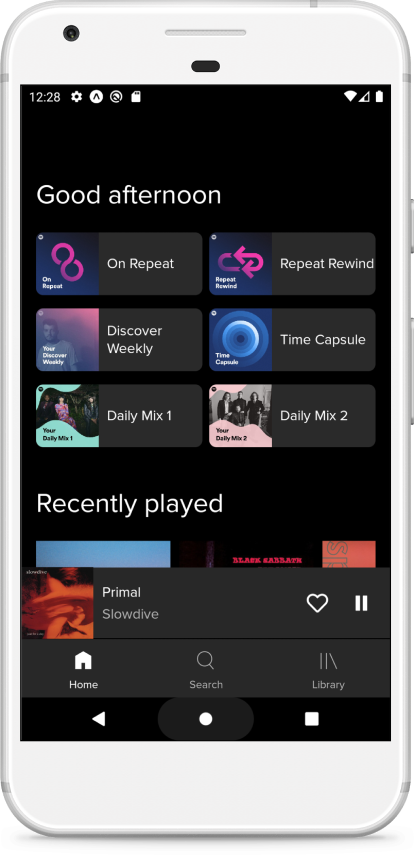 12:28
Good afternoon
On
Repeat
On Repeat
Repeat
Rewind
Repeat Rewind
Your
Discover
Weekly
Discover
Weekly
Time
Capsule
Time Capsule
Your
Daily Mix 1
Daily Mix 1
Your
Daily Mix 2
Daily Mix 2
Recently played
BLACK SABBATH
slowdive
Primal
Slowdive
Home
Search
Library